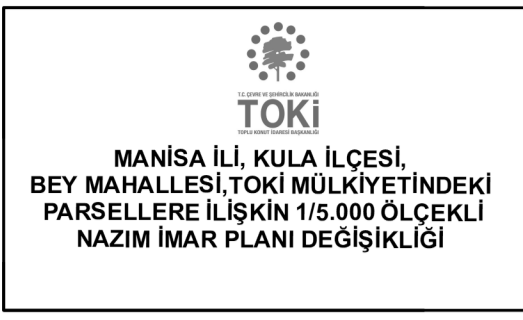 T.C. ÇEVRE VE ŞEHİRCİLİK BAKANLIĞI
TOKİ
TOPLU KONUT İDARESİ BAŞKANLIĞI
MANİSA İLİ, KULA İLÇESİ,
BEY MAHALLESİ,TOKİ MÜLKİYETİNDEKİ
PARSELLERE İLİŞKİN 1/5.000 ÖLÇEKLİ
NAZIM İMAR PLANI DEĞİŞİKLİĞİ